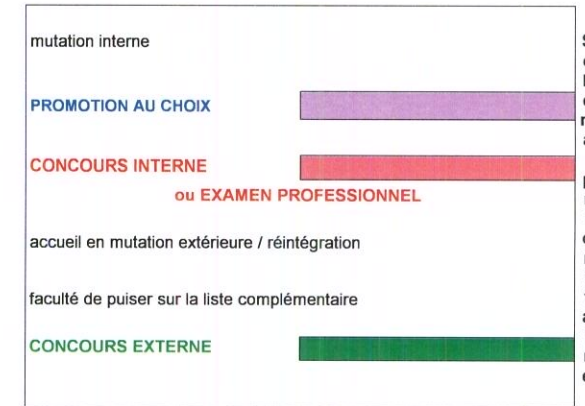 mutation interne
PROMOTION AU CHOIX
CONCOURS INTERNE
ou EXAMEN PROFESSIONNEL
accueil en mutation extérieure / réintégration
faculté de puiser sur la liste complémentaire
CONCOURS EXTERNE